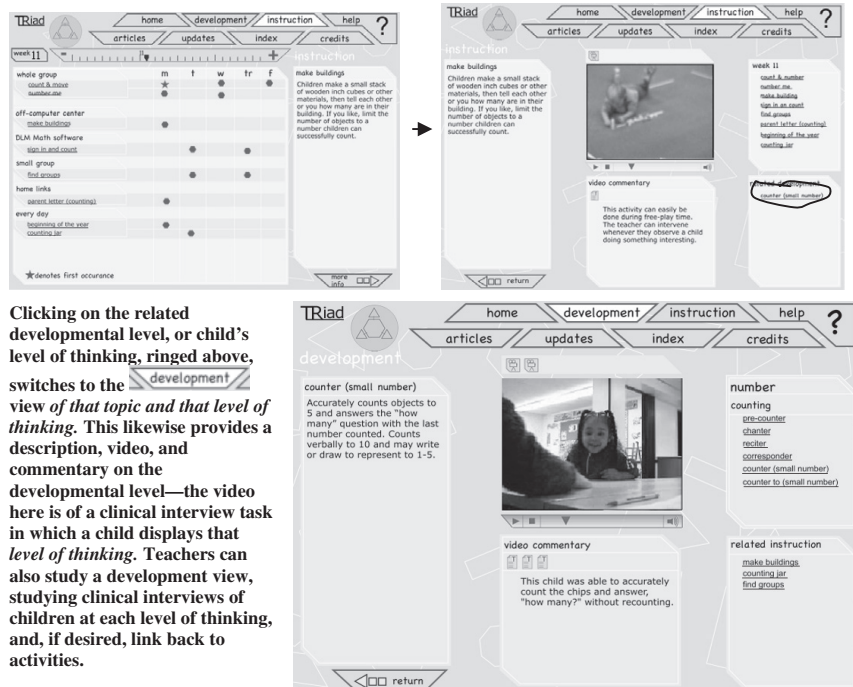 TRiad
home
development
instruction
help
?
articles
updates
index
credits
week 11
instruction
whole group
m t w tr f
count & move
number me
off-computer center
make buildings
DLM Math software
sign in and count
small group
find groups
home links
parent letter (counting)
every day
beginning of the year
counting jar
★denotes first occurance
make buildings
Children make a small stack
of wooden inch cubes or other
materials, then tell each other
or you how many are in their
building. If you like, limit the
number of objects to a
number children can
successfully count.
more
info
TRiad
home
development
instruction
help
?
articles
updates
index
credits
instruction
make buildings
Children make a small stack
of wooden inch cubes or other
materials, then tell each other
or you how many are in their
building. If you like, limit the
number of objects to a
number children can
successfully count.
video commentary
This activity can easily be
done during free-play time.
The teacher can intervene
whenever they observe a child
doing something interesting.
week 11
count & number
number me
make building
sign in an count
find groups
parent letter (counting)
beginning of the year
counting jar
related development
counter (small number)
return
Clicking on the related
developmental level, or child's
level of thinking, ringed above,
switches to the development
view of that topic and that level of
thinking. This likewise provides a
description, video, and
commentary on the
developmental level—the video
here is of a clinical interview task
in which a child displays that
level of thinking. Teachers can
also study a development view,
studying clinical interviews of
children at each level of thinking,
and, if desired, link back to
activities.
TRiad
home
development
instruction
help
?
articles
updates
index
credits
development
counter (small number)
Accurately counts objects to
5 and answers the "how
many" question with the last
number counted. Counts
verbally to 10 and may write
or draw to represent to 1-5.
video commentary
This child was able to accurately
count the chips and answer,
"how many?" without recounting.
number
counting
pre-counter
chanter
reciter
corresponder
counter (small number)
counter to (small number)
related instruction
make buildings
counting jar
find groups
return